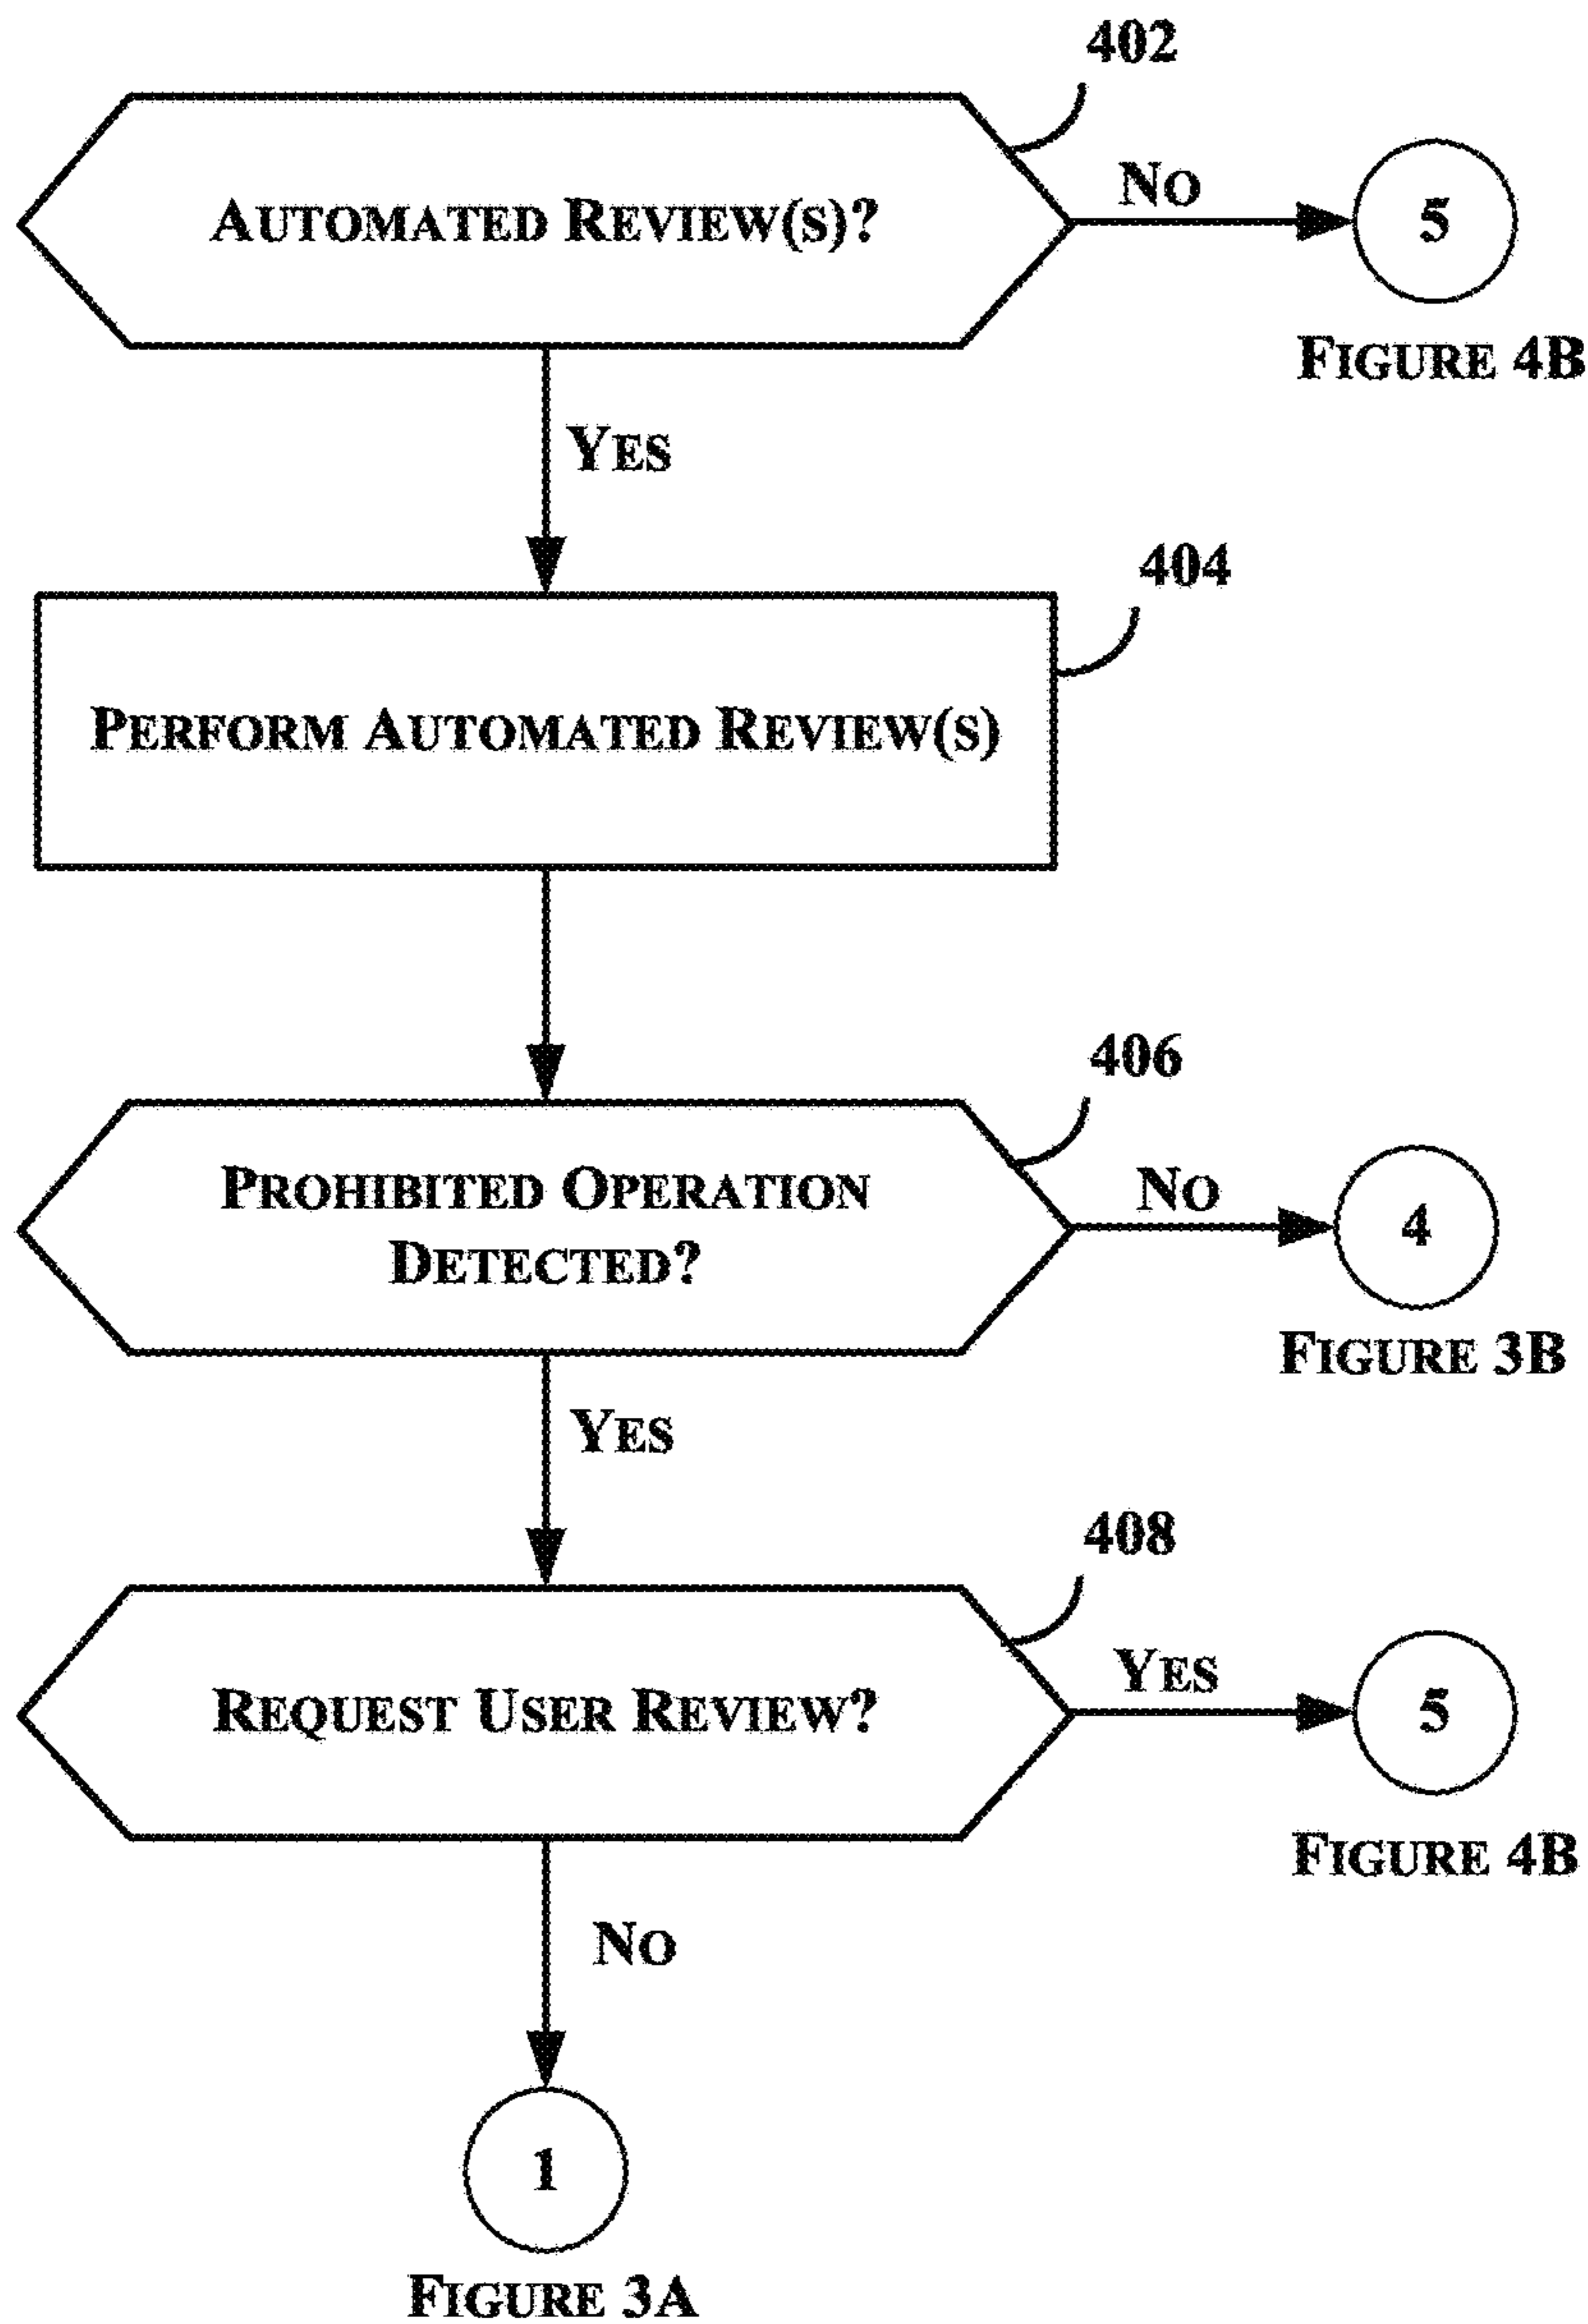 402
AUTOMATED REVIEW(S)?
NO
5
FIGURE 4B
YES
404
PERFORM AUTOMATED REVIEW(S)
406
PROHIBITED OPERATION
DETECTED?
NO
4
FIGURE 3B
YES
408
REQUEST USER REVIEW?
YES
5
FIGURE 4B
NO
1
FIGURE 3A